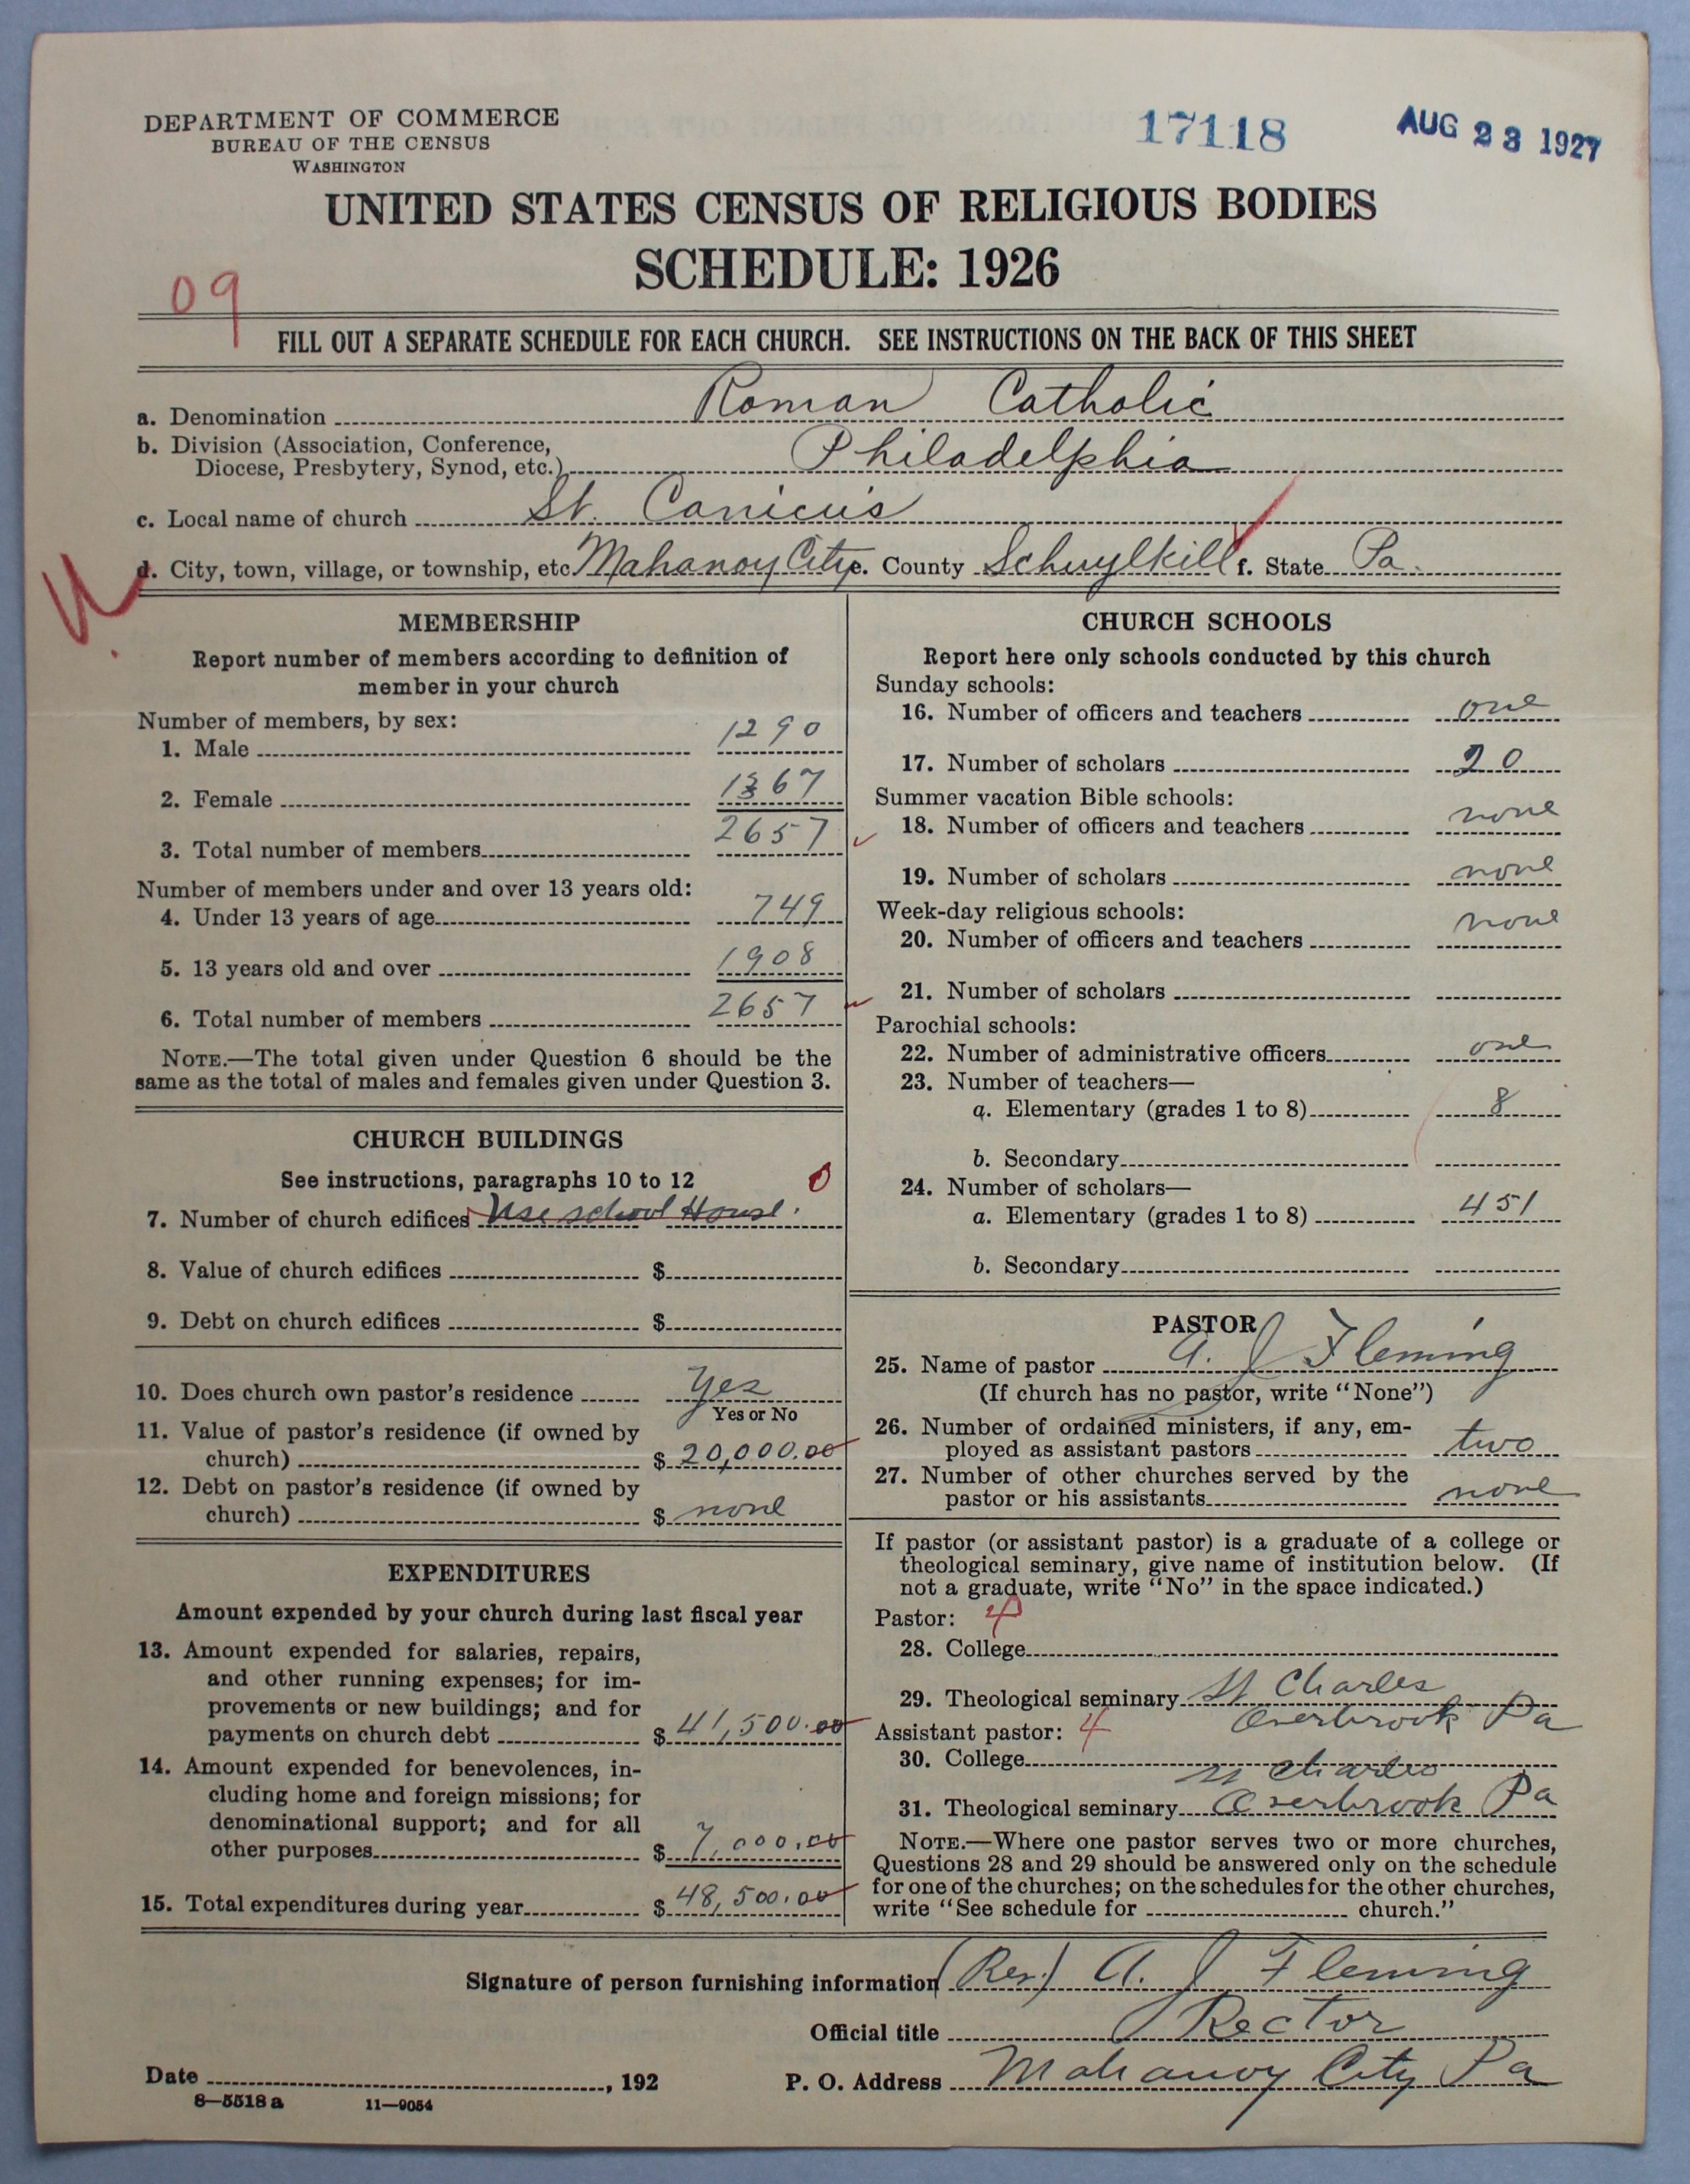 DEPARTMENT OF COMMERCE
BUREAU OF THE CENSUS
WASHINGTON
17118
AUG 23 1927
UNITED STATES CENSUS OF RELIGIOUS BODIES
SCHEDULE: 1926
09
FILL OUT A SEPARATE SCHEDULE FOR EACH CHURCH. SEE INSTRUCTIONS ON THE BACK OF THIS SHEET
a. Denomination Roman Catholic
b. Division (Association, Conference,
Diocese, Presbytery, Synod, etc.) Philadelphia
c. Local name of church St. Canicus
d. City, town, village, or township, etc. Mahanoy City e. County Schuylkill f. State Pa.
MEMBERSHIP
Report number of members according to definition of
member in your church
Number of members, by sex:
1. Male 1290
2. Female 1367
3. Total number of members 2657
Number of members under and over 13 years old:
4. Under 13 years of age 749
5. 13 years old and over 1908
6. Total number of members 2657
NOTE.—The total given under Question 6 should be the
same as the total of males and females given under Question 3.
CHURCH BUILDINGS
See instructions, paragraphs 10 to 12 0
7. Number of church edifices Use school House.
8. Value of church edifices $
9. Debt on church edifices $
10. Does church own pastor's residence Yes
Yes or No
11. Value of pastor's residence (if owned by
church) $ 20,000.00
12. Debt on pastor's residence (if owned by
church) $ none
EXPENDITURES
Amount expended by your church during last fiscal year
13. Amount expended for salaries, repairs,
and other running expenses; for im-
provements or new buildings; and for
payments on church debt $ 41,500.00
14. Amount expended for benevolences, in-
cluding home and foreign missions; for
denominational support; and for all
other purposes $ 7,000.00
15. Total expenditures during year $ 48,500.00
CHURCH SCHOOLS
Report here only schools conducted by this church
Sunday schools:
16. Number of officers and teachers one
17. Number of scholars 20
Summer vacation Bible schools:
18. Number of officers and teachers none
19. Number of scholars none
Week-day religious schools:
20. Number of officers and teachers none
21. Number of scholars
Parochial schools:
22. Number of administrative officers one
23. Number of teachers—
a. Elementary (grades 1 to 8) 8
b. Secondary
24. Number of scholars—
a. Elementary (grades 1 to 8) 451
b. Secondary
PASTOR
25. Name of pastor A. J Fleming
(If church has no pastor, write "None")
26. Number of ordained ministers, if any, em-
ployed as assistant pastors two
27. Number of other churches served by the
pastor or his assistants none
If pastor (or assistant pastor) is a graduate of a college or
theological seminary, give name of institution below. (If
not a graduate, write "No" in the space indicated.)
Pastor: 4
28. College
29. Theological seminary St Charles
Overbrook Pa
Assistant pastor: 4
30. College
St Charles
31. Theological seminary Overbrook Pa
NOTE.—Where one pastor serves two or more churches,
Questions 28 and 29 should be answered only on the schedule
for one of the churches; on the schedules for the other churches,
write "See schedule for church."
Signature of person furnishing information (Rev.) A. J Fleming
Official title Rector
Date , 192
P. O. Address Mahanoy City Pa
8—5518 a 11—9054